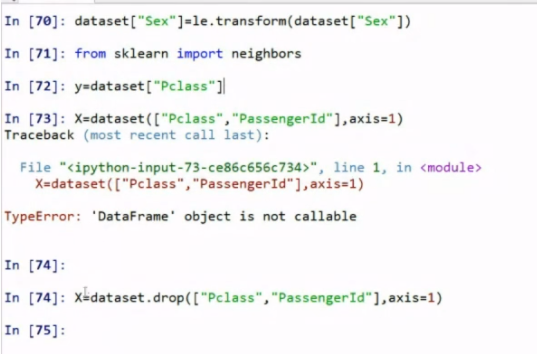 In [70]: dataset["Sex"]=le.transform(dataset["Sex"])
In [71]: from sklearn import neighbors
In [72]: y=dataset["Pclass"]
In [73]: X=dataset(["Pclass","PassengerId"],axis=1)
Traceback (most recent call last):
File "<ipython-input-73-ce86c656c734>", line 1, in <module>
X=dataset(["Pclass","PassengerId"],axis=1)
TypeError: 'DataFrame' object is not callable
In [74]:
In [74]: X=dataset.drop(["Pclass","PassengerId"],axis=1)
In [75]: